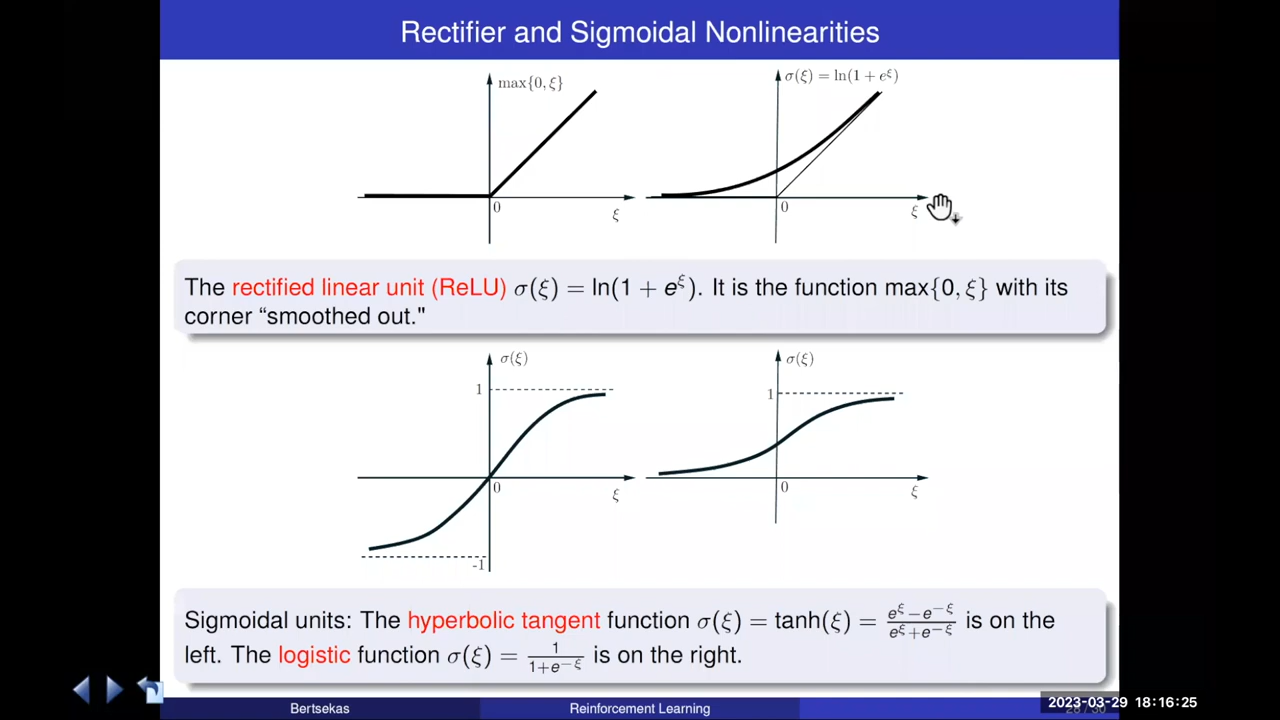 Rectifier and Sigmoidal Nonlinearities
max{0, ξ}
0
ξ
σ(ξ) = ln(1 + e^ξ)
0
ξ
The rectified linear unit (ReLU) σ(ξ) = ln(1 + e^ξ). It is the function max{0, ξ} with its
corner “smoothed out."
σ(ξ)
1
0
ξ
-1
σ(ξ)
1
0
ξ
Sigmoidal units: The hyperbolic tangent function σ(ξ) = tanh(ξ) = \frac{e^ξ−e^{−ξ}}{e^ξ+e^{−ξ}} is on the
left. The logistic function σ(ξ) = \frac{1}{1+e^{−ξ}} is on the right.
Bertsekas
Reinforcement Learning
2023-03-29 18:16:25